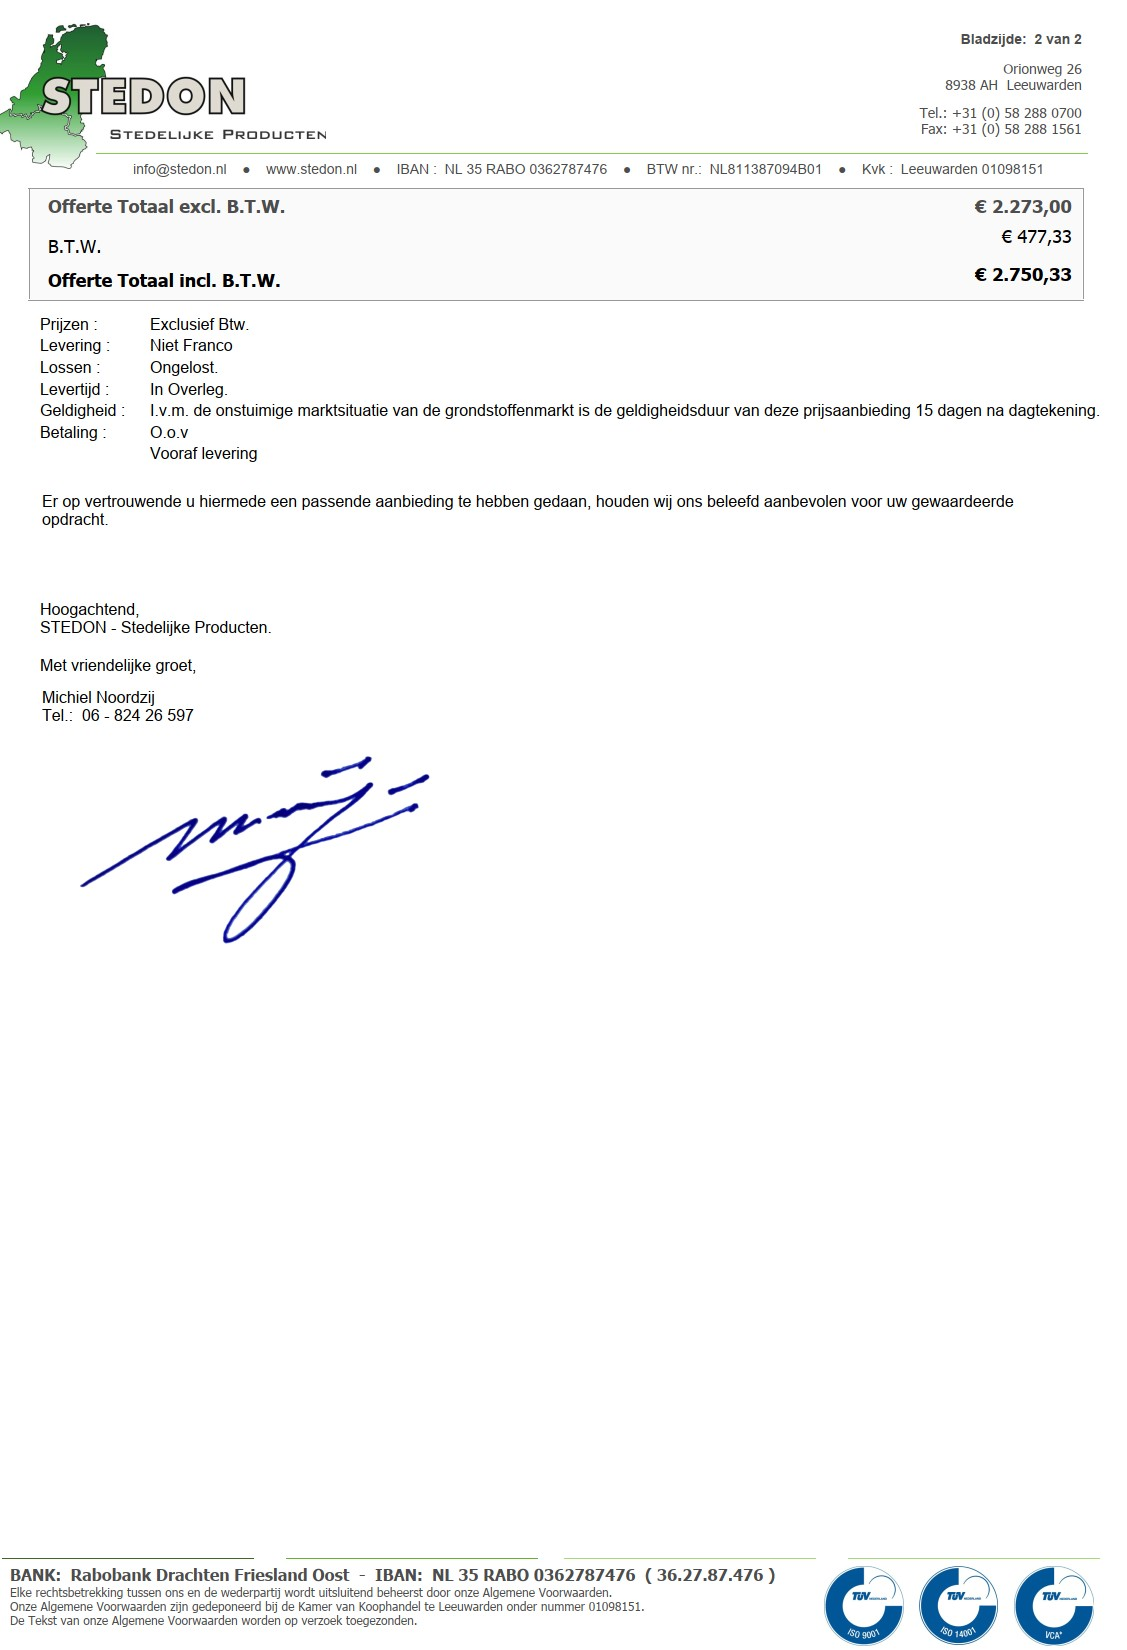 STEDON
STEDELIJKE PRODUCTEN
Bladzijde: 2 van 2
Orionweg 26
8938 AH Leeuwarden
Tel.: +31 (0) 58 288 0700
Fax: +31 (0) 58 288 1561
info@stedon.nl ● www.stedon.nl ● IBAN : NL 35 RABO 0362787476 ● BTW nr.: NL811387094B01 ● Kvk : Leeuwarden 01098151
Offerte Totaal excl. B.T.W. € 2.273,00
B.T.W. € 477,33
Offerte Totaal incl. B.T.W. € 2.750,33
Prijzen : Exclusief Btw.
Levering : Niet Franco
Lossen : Ongelost.
Levertijd : In Overleg.
Geldigheid : I.v.m. de onstuimige marktsituatie van de grondstoffenmarkt is de geldigheidsduur van deze prijsaanbieding 15 dagen na dagtekening.
Betaling : O.o.v
Vooraf levering
Er op vertrouwende u hiermede een passende aanbieding te hebben gedaan, houden wij ons beleefd aanbevolen voor uw gewaardeerde
opdracht.
Hoogachtend,
STEDON - Stedelijke Producten.
Met vriendelijke groet,
Michiel Noordzij
Tel.: 06 - 824 26 597
BANK: Rabobank Drachten Friesland Oost - IBAN: NL 35 RABO 0362787476 ( 36.27.87.476 )
Elke rechtsbetrekking tussen ons en de wederpartij wordt uitsluitend beheerst door onze Algemene Voorwaarden.
Onze Algemene Voorwaarden zijn gedeponeerd bij de Kamer van Koophandel te Leeuwarden onder nummer 01098151.
De Tekst van onze Algemene Voorwaarden worden op verzoek toegezonden.
TÜV NEDERLAND
ISO 9001
TÜV NEDERLAND
ISO 14001
TÜV NEDERLAND
VCA*